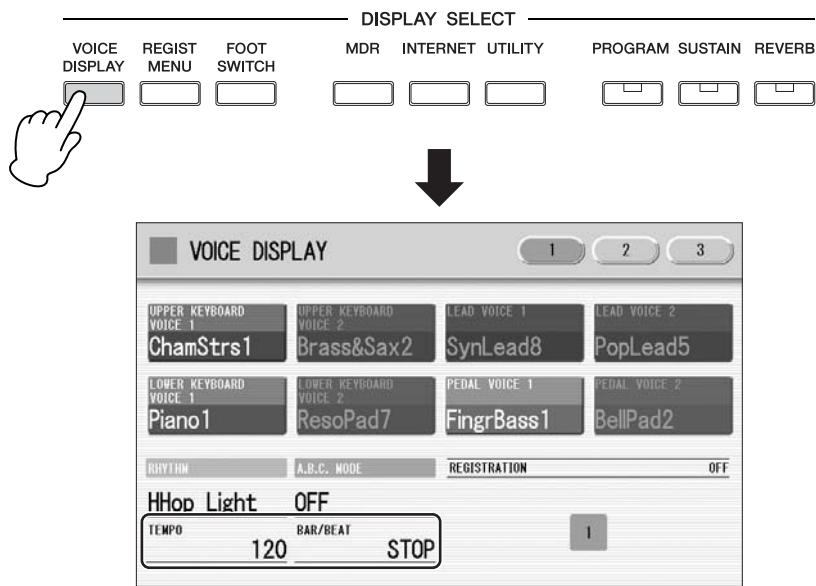 DISPLAY SELECT
VOICE DISPLAY
REGIST MENU
FOOT SWITCH
MDR
INTERNET
UTILITY
PROGRAM
SUSTAIN
REVERB
VOICE DISPLAY
1
2
3
UPPER KEYBOARD VOICE 1
ChamStrs1
UPPER KEYBOARD VOICE 2
Brass&Sax2
LEAD VOICE 1
SynLead8
LEAD VOICE 2
PopLead5
LOWER KEYBOARD VOICE 1
Piano1
LOWER KEYBOARD VOICE 2
ResoPad7
PEDAL VOICE 1
FingrBass1
PEDAL VOICE 2
BellPad2
RHYTHM
HHop Light
A.B.C. MODE
OFF
REGISTRATION
OFF
TEMPO
120
BAR/BEAT
STOP
1